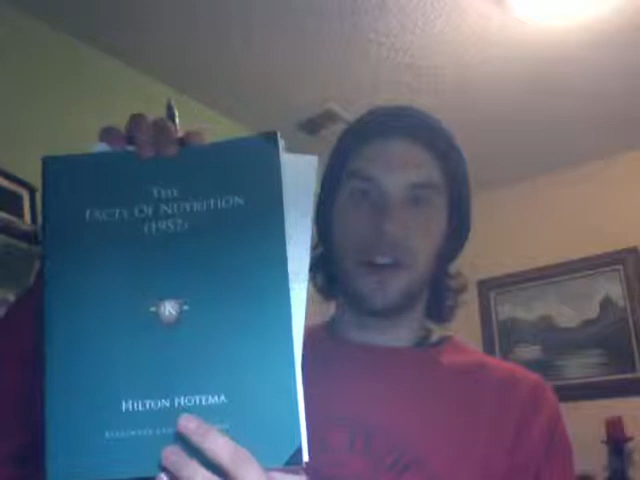 THE
FACTS OF NUTRITION
(1957)
K
HILTON HOTEMA